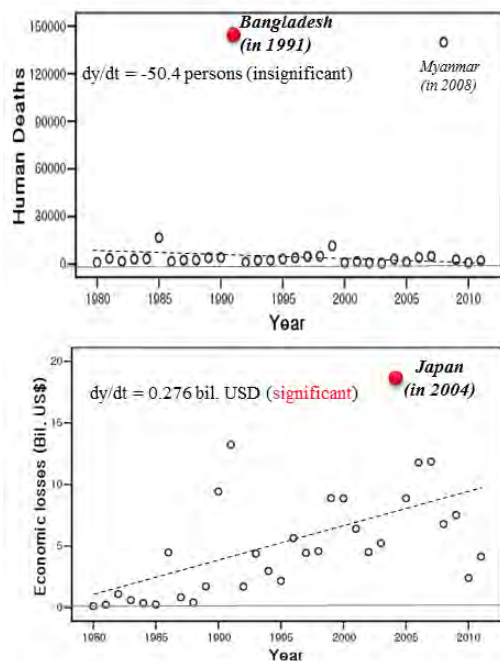 150000
120000
90000
60000
30000
0
Human Deaths
Bangladesh
(in 1991)
dy/dt = -50.4 persons (insignificant)
Myanmar
(in 2008)
1980 1985 1990 1995 2000 2005 2010
Year
20
15
10
5
0
Economic losses (Bil. US$)
Japan
(in 2004)
dy/dt = 0.276 bil. USD (significant)
1980 1985 1990 1995 2000 2005 2010
Year